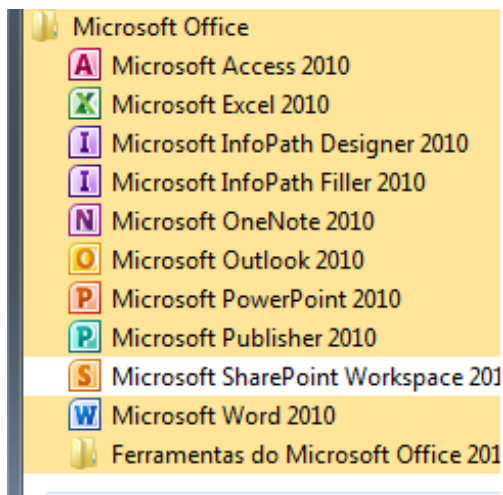 Microsoft Office
Microsoft Access 2010
Microsoft Excel 2010
Microsoft InfoPath Designer 2010
Microsoft InfoPath Filler 2010
Microsoft OneNote 2010
Microsoft Outlook 2010
Microsoft PowerPoint 2010
Microsoft Publisher 2010
Microsoft SharePoint Workspace 201
Microsoft Word 2010
Ferramentas do Microsoft Office 201